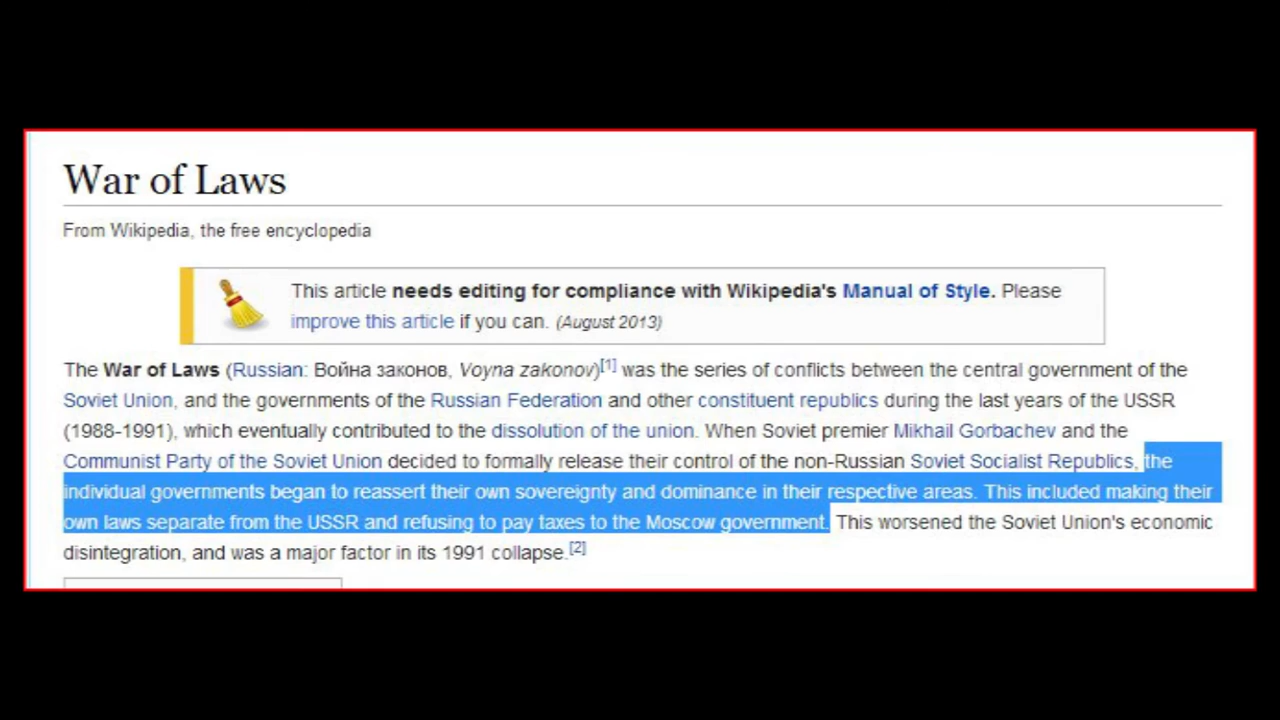 War of Laws
From Wikipedia, the free encyclopedia
This article needs editing for compliance with Wikipedia's Manual of Style. Please
improve this article if you can. (August 2013)
The War of Laws (Russian: Война законов, Voyna zakonov)[1] was the series of conflicts between the central government of the
Soviet Union, and the governments of the Russian Federation and other constituent republics during the last years of the USSR
(1988-1991), which eventually contributed to the dissolution of the union. When Soviet premier Mikhail Gorbachev and the
Communist Party of the Soviet Union decided to formally release their control of the non-Russian Soviet Socialist Republics, the
individual governments began to reassert their own sovereignty and dominance in their respective areas. This included making their
own laws separate from the USSR and refusing to pay taxes to the Moscow government. This worsened the Soviet Union's economic
disintegration, and was a major factor in its 1991 collapse.[2]